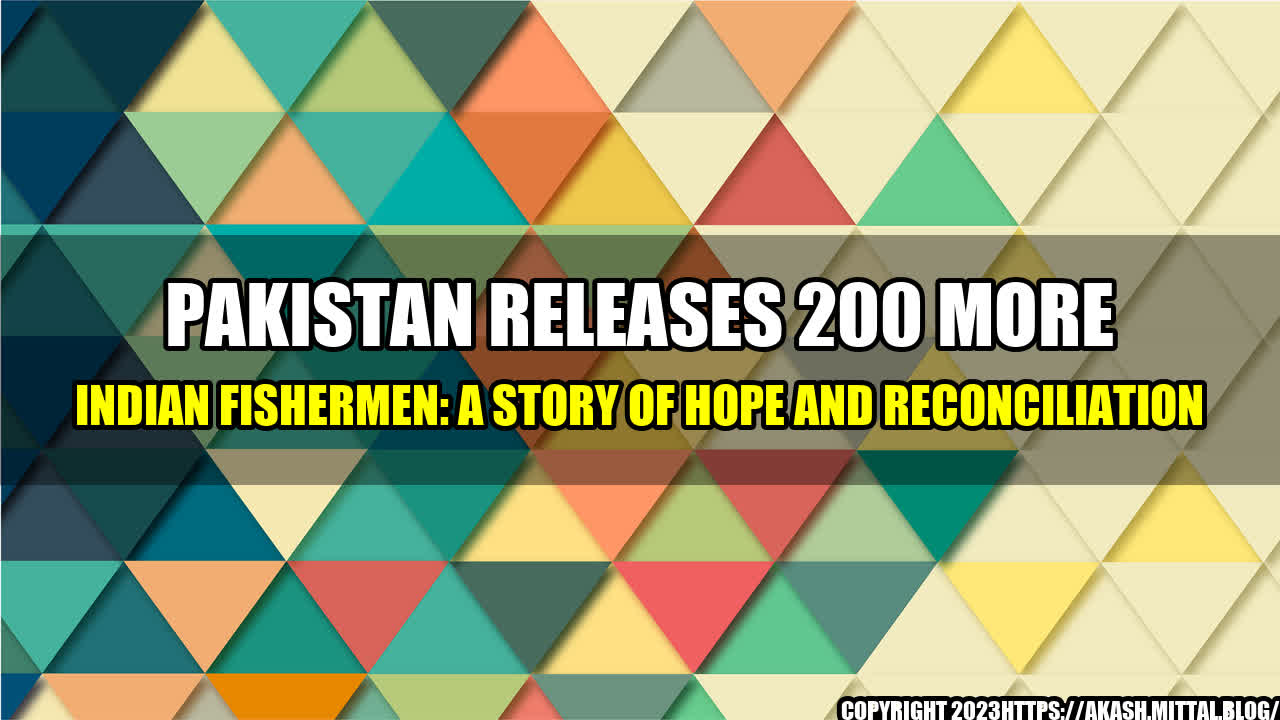 PAKISTAN RELEASES 200 MORE
INDIAN FISHERMEN: A STORY OF HOPE AND RECONCILIATION
COPYRIGHT 2023HTTPS://AKASH.MITTAL.BLOG/